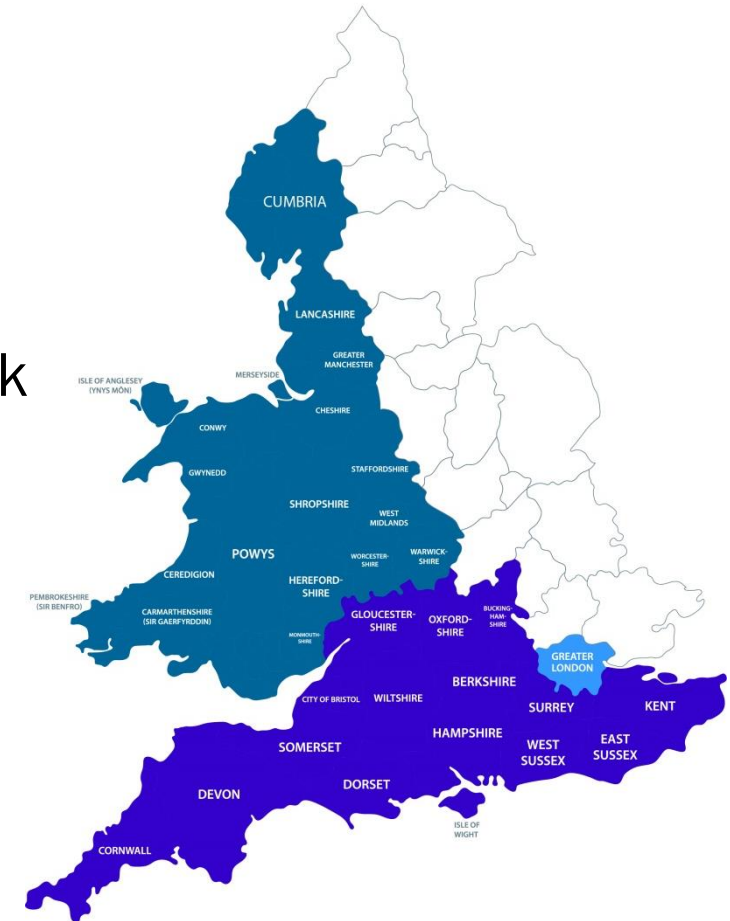 CUMBRIA
LANCASHIRE
GREATER
MANCHESTER
k
MERSEYSIDE
ISLE OF ANGLESEY
(YNYS MÔN)
CHESHIRE
CONWY
STAFFORDSHIRE
GWYNEDD
SHROPSHIRE
WEST
MIDLANDS
POWYS
WORCESTER-
SHIRE
WARWICK-
SHIRE
CEREDIGION
HEREFORD-
SHIRE
PEMBROKESHIRE
(SIR BENFRO)
CARMARTHENSHIRE
(SIR GAERFYRDDIN)
MONMOUTH-
SHIRE
GLOUCESTER-
SHIRE
OXFORD-
SHIRE
BUCKING-
HAM-
SHIRE
GREATER
LONDON
BERKSHIRE
CITY OF BRISTOL
WILTSHIRE
SURREY
KENT
HAMPSHIRE
WEST
SUSSEX
EAST
SUSSEX
SOMERSET
DORSET
DEVON
ISLE OF
WIGHT
CORNWALL